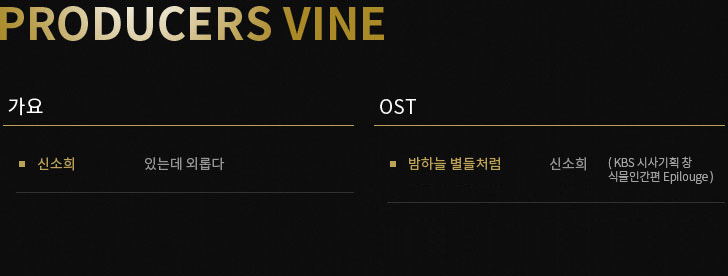 PRODUCERS VINE
가요
신소희 있는데 외롭다
OST
밤하늘 별들처럼 신소희 ( KBS 시사기획 창
식물인간편 Epilouge )